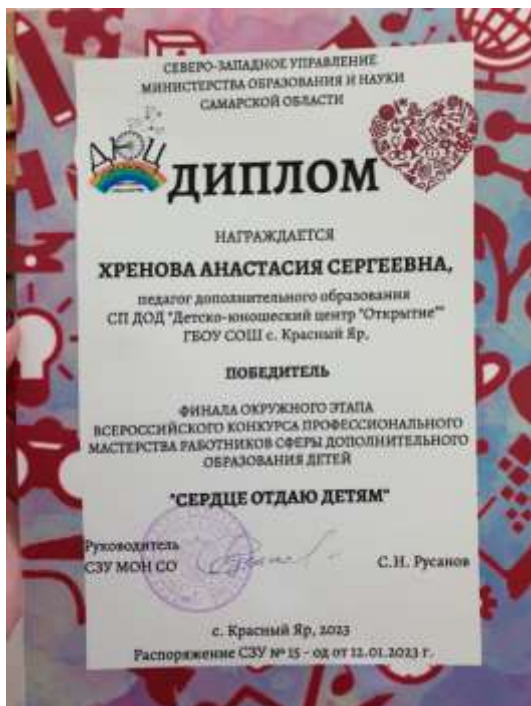 СЕВЕРО-ЗАПАДНОЕ УПРАВЛЕНИЕ
МИНИСТЕРСТВА ОБРАЗОВАНИЯ И НАУКИ
САМАРСКОЙ ОБЛАСТИ
ДЮЦ
ДИПЛОМ
НАГРАЖДАЕТСЯ
ХРЕНОВА АНАСТАСИЯ СЕРГЕЕВНА,
педагог дополнительного образования
СП ДОД "Детско-юношеский центр "Открытие""
ГБОУ СОШ с. Красный Яр,
ПОБЕДИТЕЛЬ
ФИНАЛА ОКРУЖНОГО ЭТАПА
ВСЕРОССИЙСКОГО КОНКУРСА ПРОФЕССИОНАЛЬНОГО
МАСТЕРСТВА РАБОТНИКОВ СФЕРЫ ДОПОЛНИТЕЛЬНОГО
ОБРАЗОВАНИЯ ДЕТЕЙ
"СЕРДЦЕ ОТДАЮ ДЕТЯМ"
Руководитель
СЗУ МОН СО
С.Н. Русанов
с. Красный Яр, 2023
Распоряжение СЗУ № 15 - од от 12.01.2023 г.